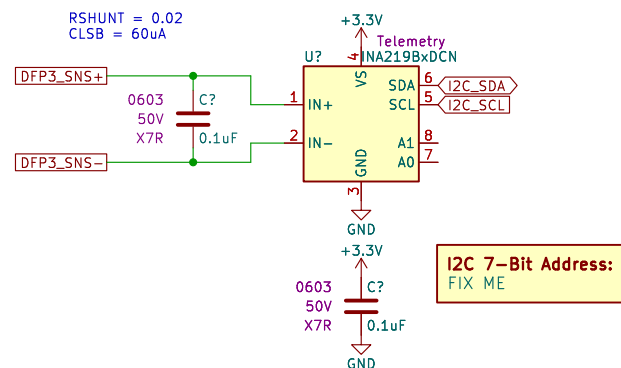 RSHUNT = 0.02
CLSB = 60uA
+3.3V
Telemetry
U?
INA219BxDCN
4
VS
DFP3_SNS+
0603
C?
50V
X7R
0.1uF
1
IN+
2
IN-
SDA
6
I2C_SDA
SCL
5
I2C_SCL
A1
8
A0
7
DFP3_SNS-
GND
3
GND
+3.3V
0603
C?
50V
X7R
0.1uF
GND
I2C 7-Bit Address:
FIX ME